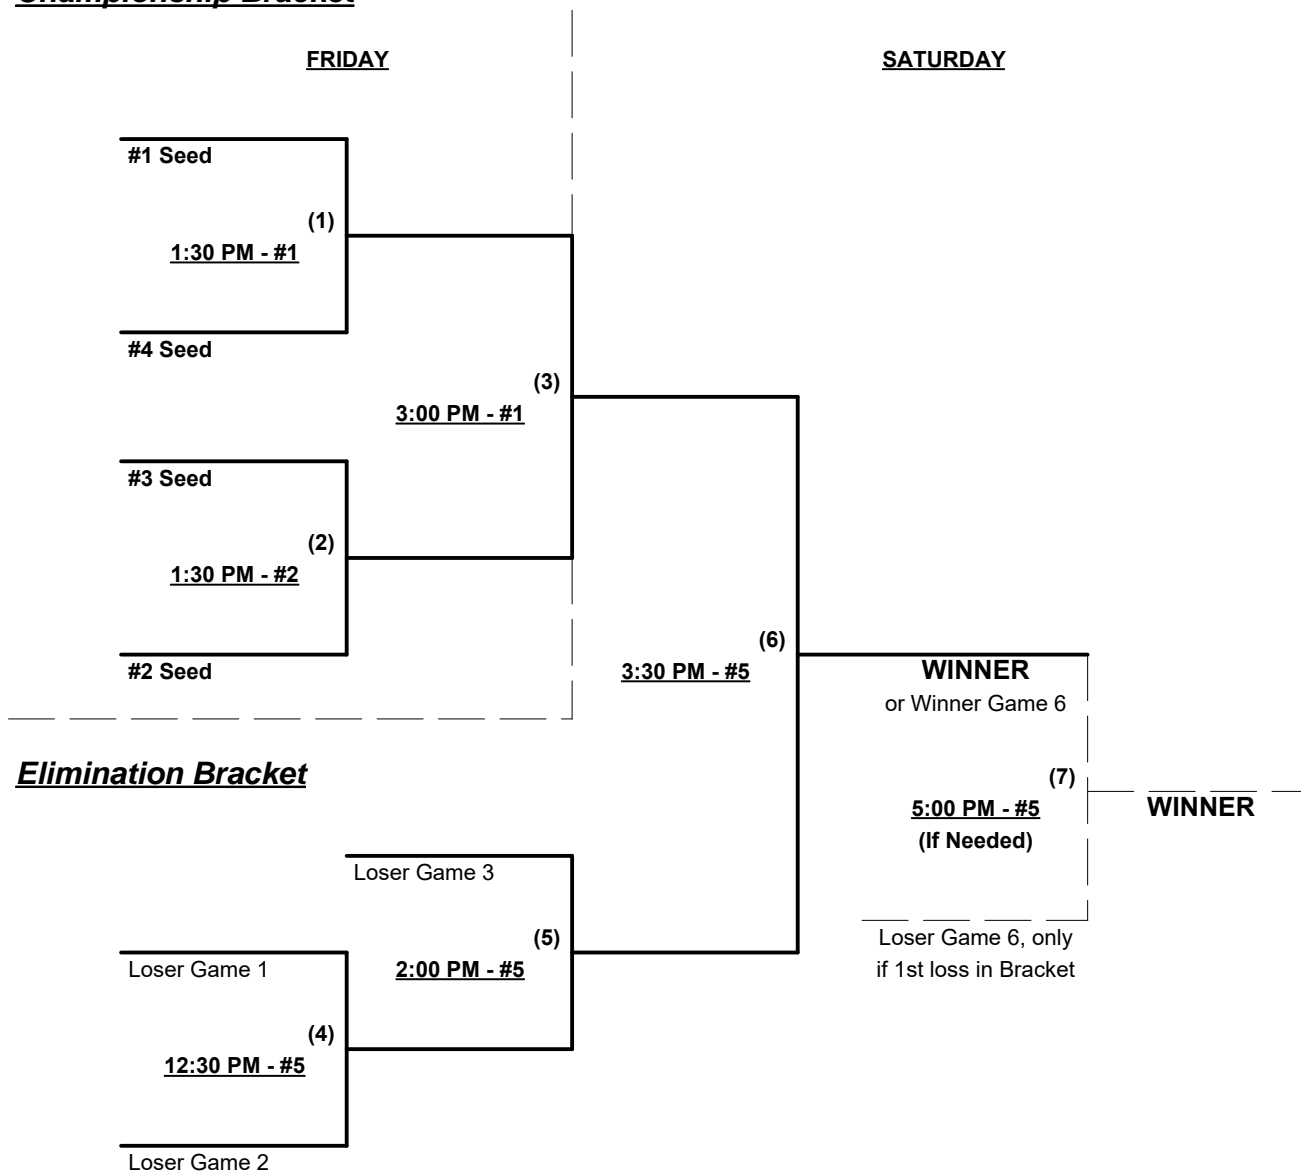 Championship Bracket
FRIDAY
SATURDAY
#1 Seed
(1)
1:30 PM - #1
#4 Seed
(3)
3:00 PM - #1
#3 Seed
(2)
1:30 PM - #2
#2 Seed
(6)
3:30 PM - #5
WINNER
or Winner Game 6
Elimination Bracket
(7)
5:00 PM - #5
(If Needed)
WINNER
Loser Game 3
(5)
2:00 PM - #5
Loser Game 6, only
if 1st loss in Bracket
Loser Game 1
(4)
12:30 PM - #5
Loser Game 2